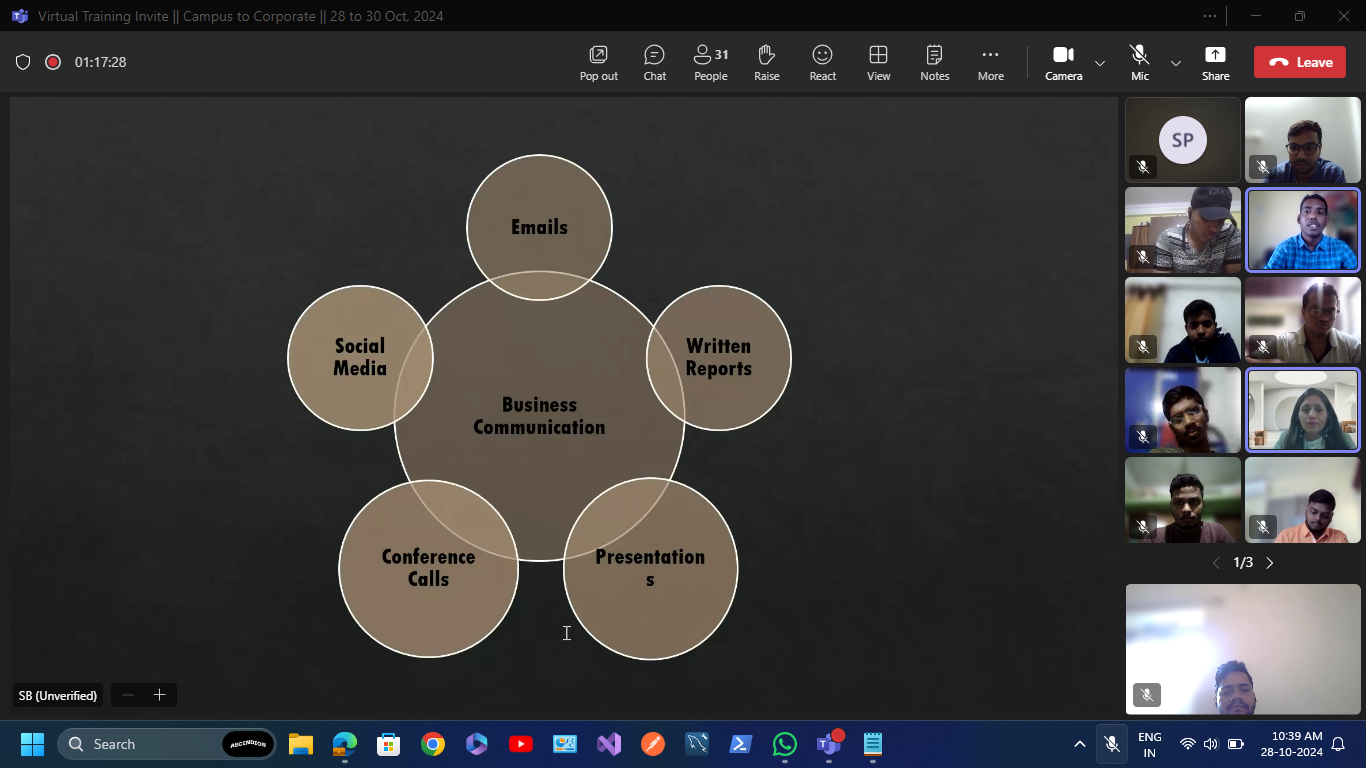 Virtual Training Invite || Campus to Corporate || 28 to 30 Oct, 2024
01:17:28
Pop out
Chat
31
People
Raise
React
View
Notes
More
Camera
Mic
Share
Leave
Emails
Social
Media
Written
Reports
Business
Communication
Conference
Calls
Presentation
s
SP
GUCCI
1/3
SB (Unverified)
Search
ASCENDION
ENG
IN
10:39 AM
28-10-2024